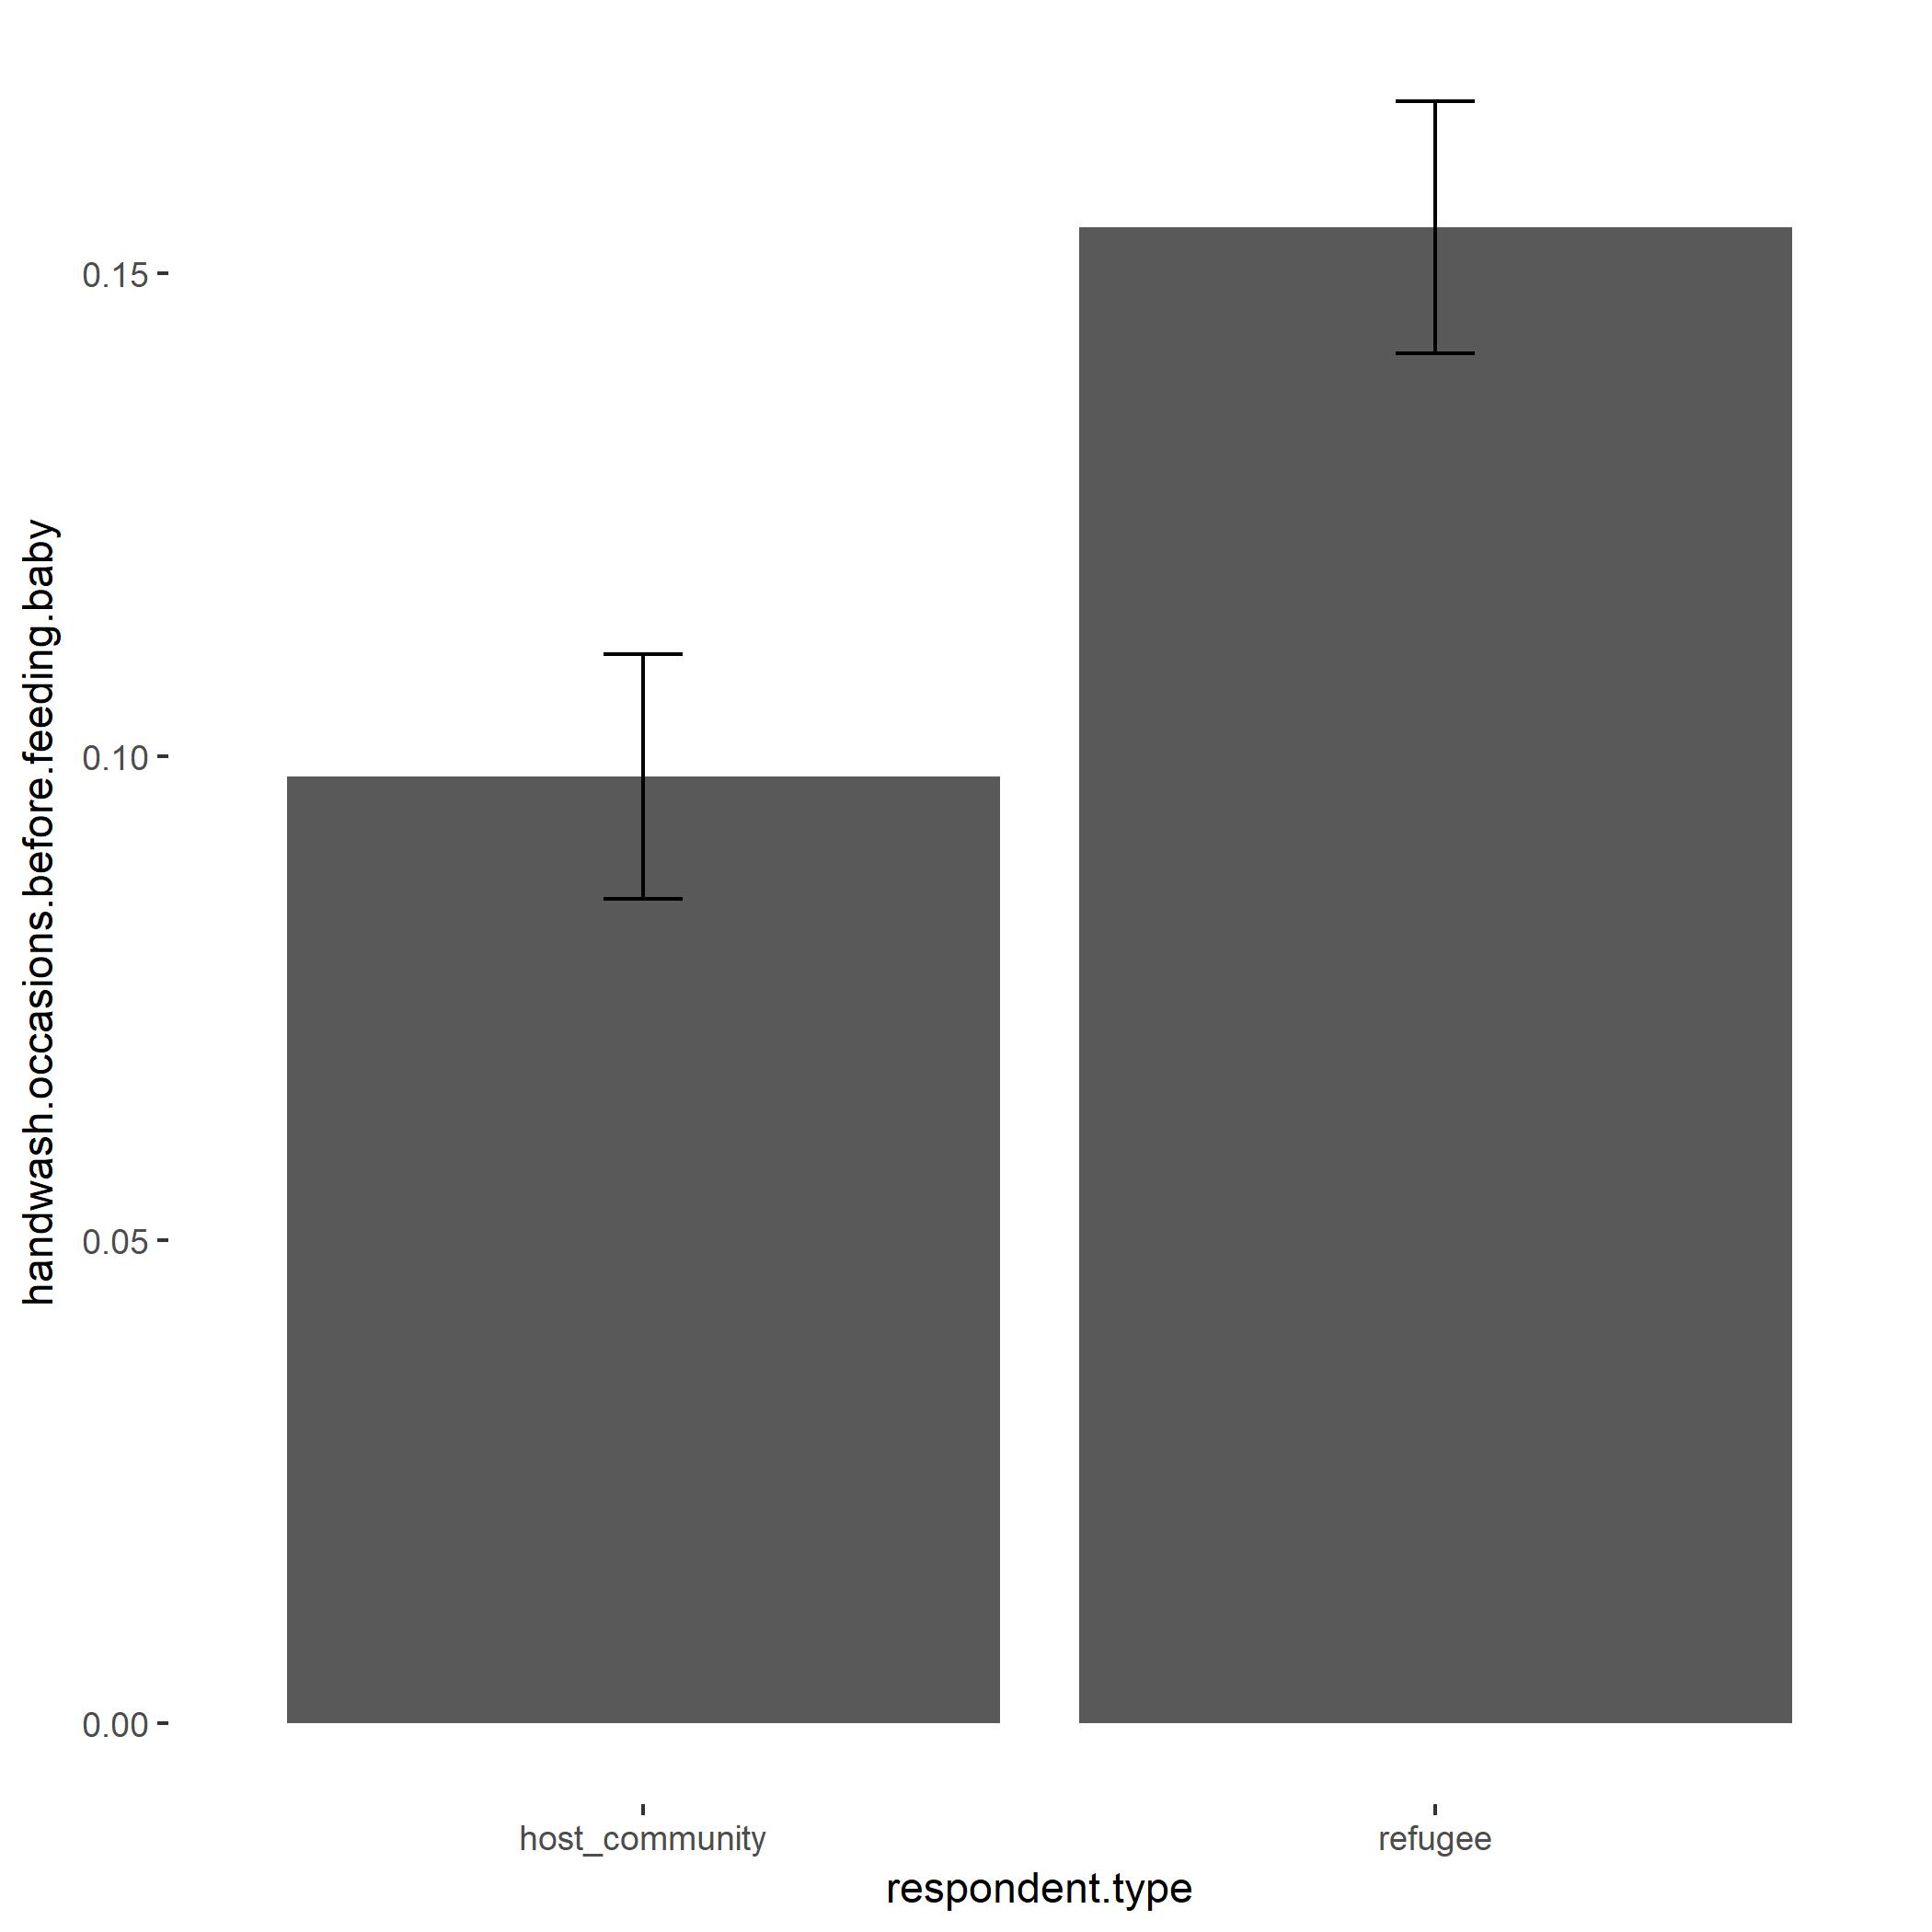 handwash.occasions.before.feeding.baby
0.15
0.10
0.05
0.00
host_community
refugee
respondent.type